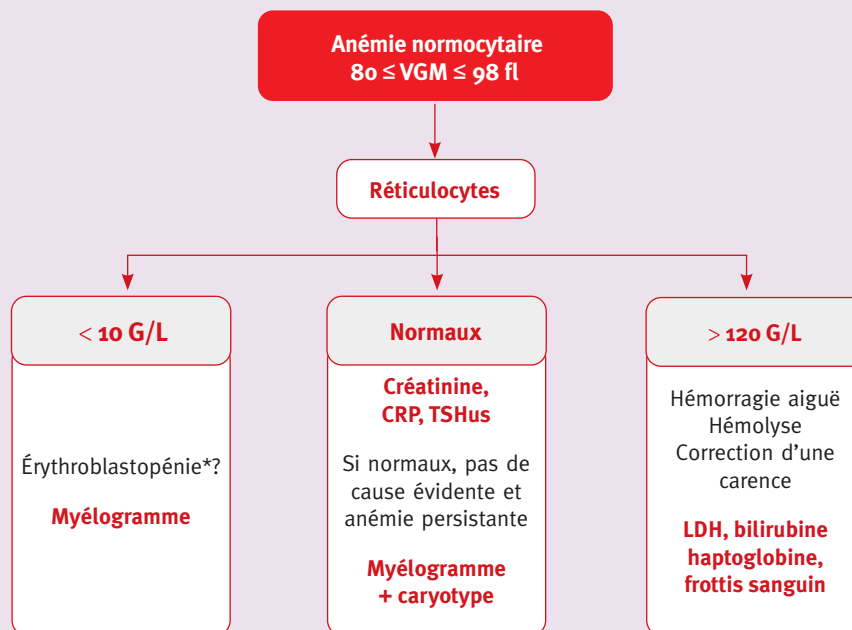 Anémie normocytaire
80 ≤ VGM ≤ 98 fl
Réticulocytes
< 10 G/L
Érythroblastopénie*?
Myélogramme
Normaux
Créatinine,
CRP, TSHus
Si normaux, pas de
cause évidente et
anémie persistante
Myélogramme
+ caryotype
> 120 G/L
Hémorragie aiguë
Hémolyse
Correction d’une
carence
LDH, bilirubine
haptoglobine,
frottis sanguin